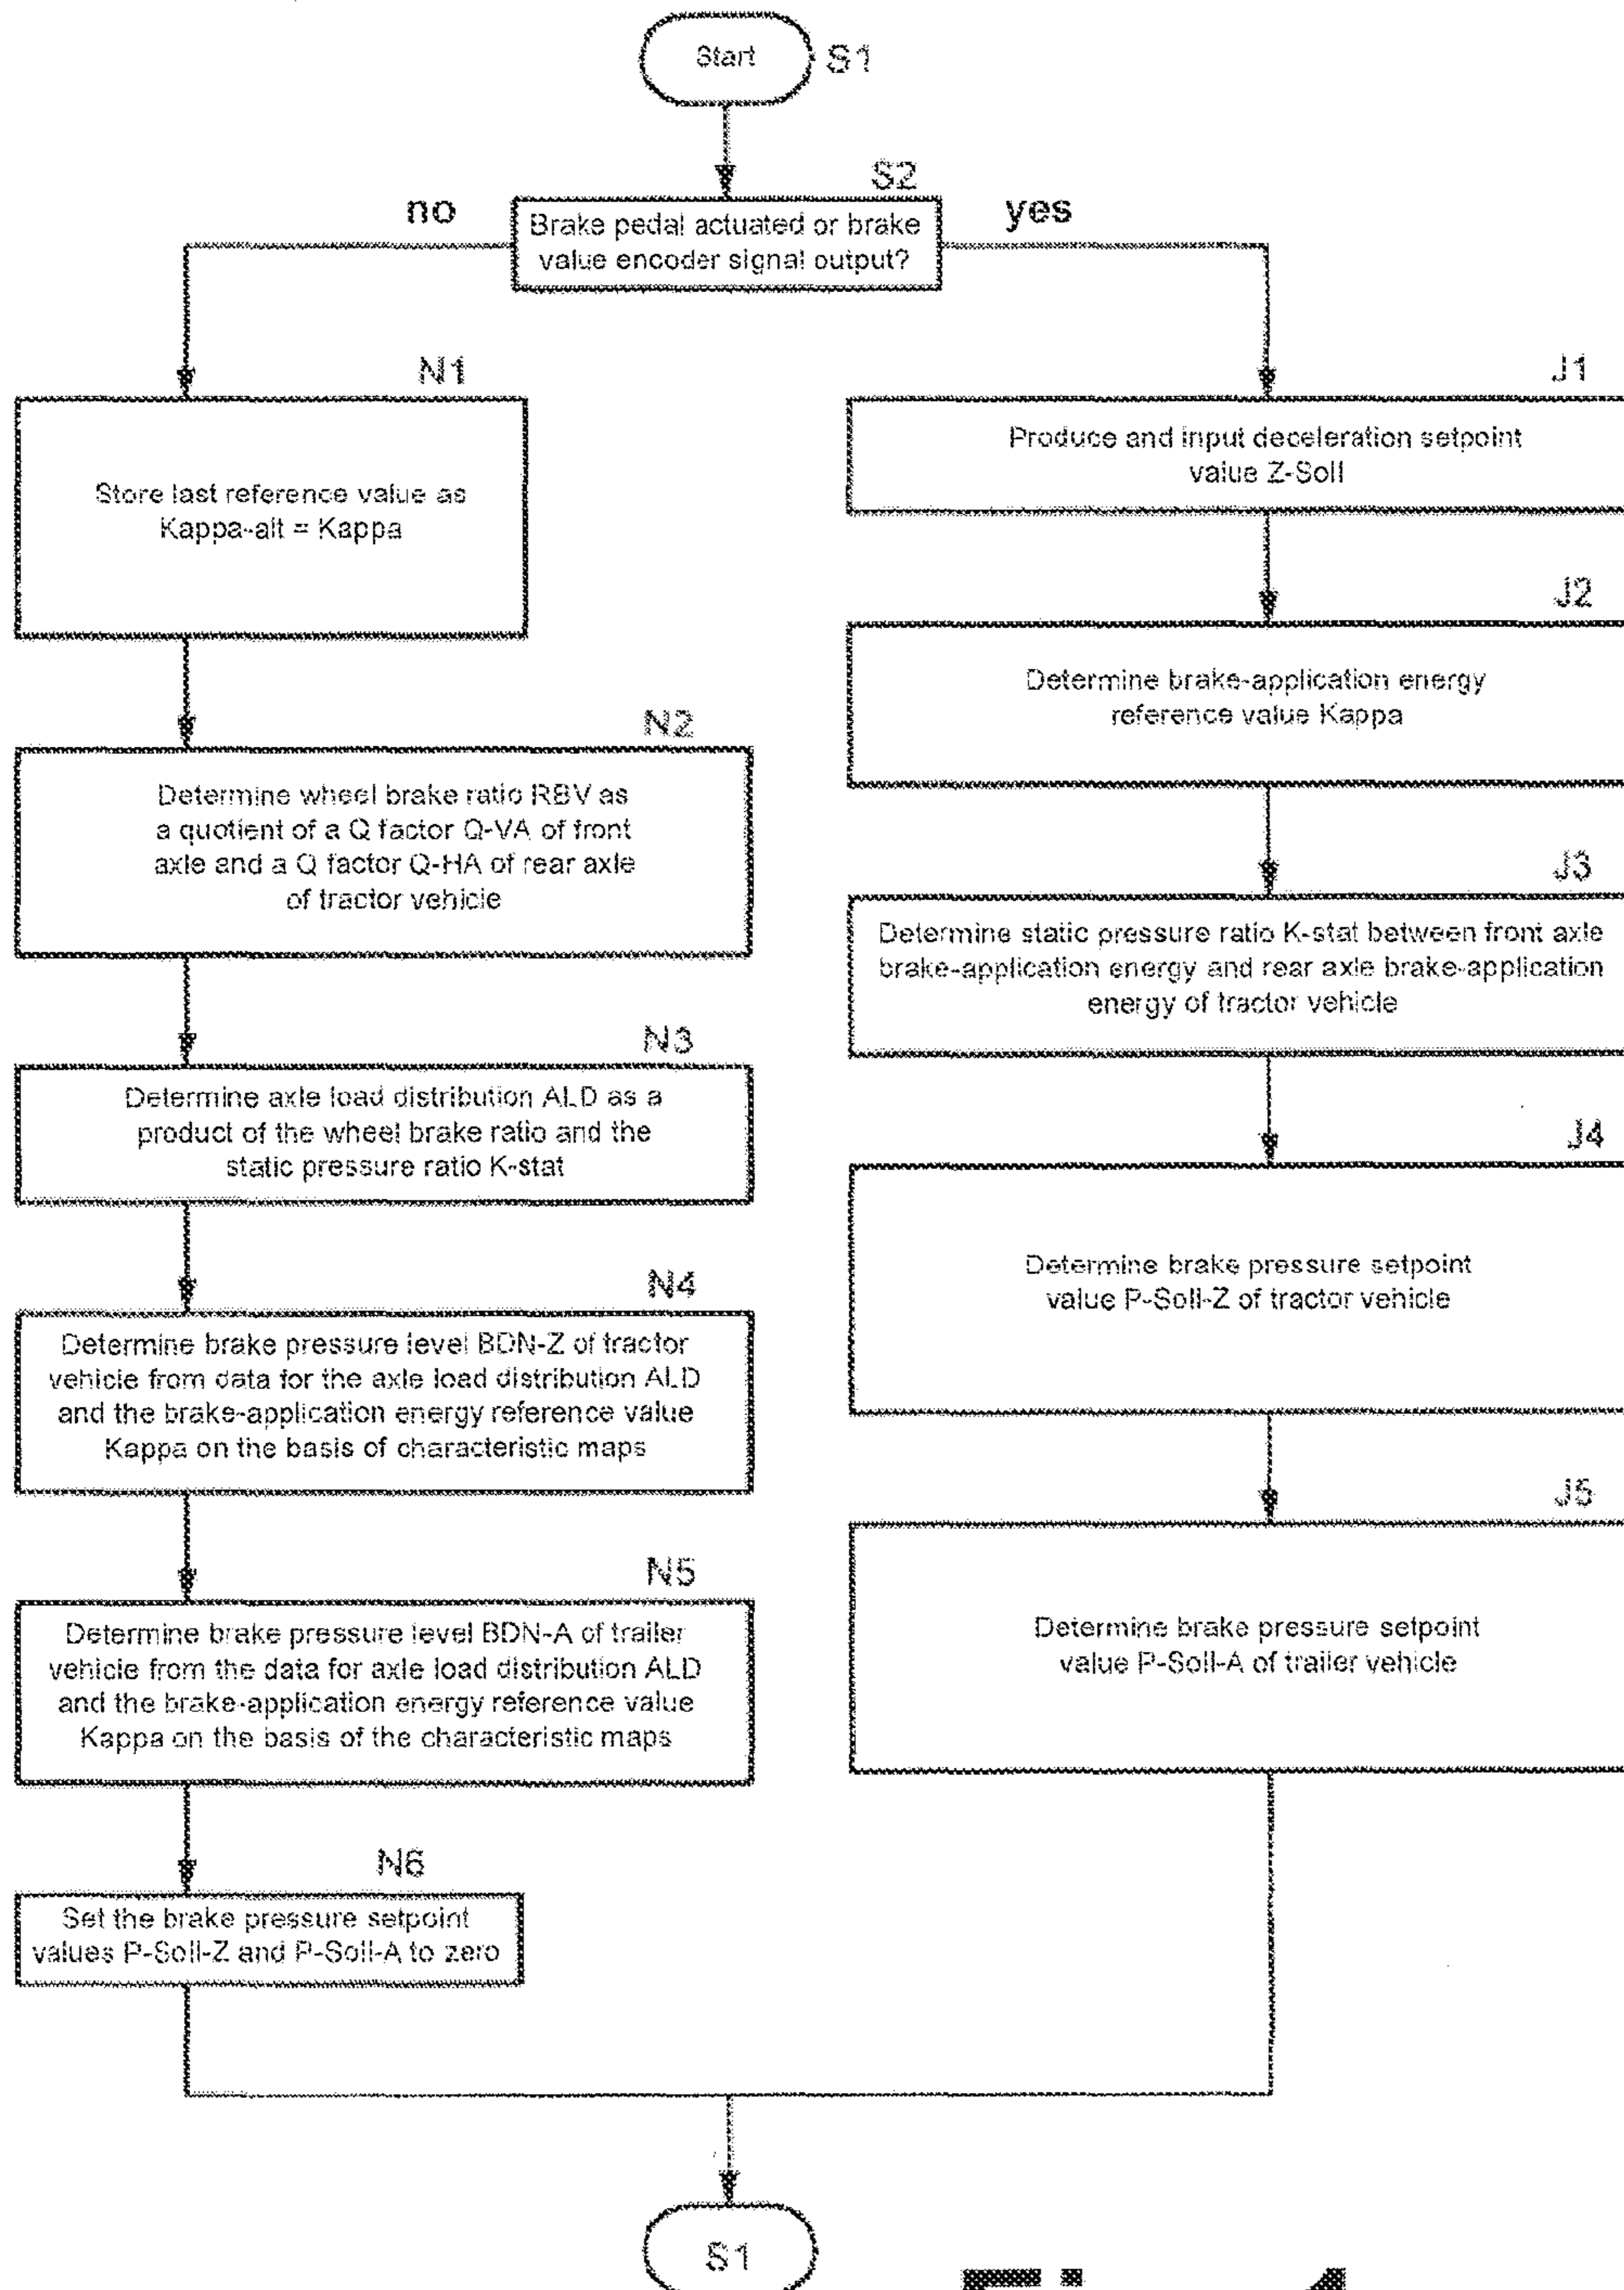 Start
S1
S2
no
Brake pedal actuated or brake
value encoder signal output?
yes
N1
Store last reference value as
Kappa-alt = Kappa
N2
Determine wheel brake ratio RBV as
a quotient of a Q factor Q-VA of front
axle and a Q factor Q-HA of rear axle
of tractor vehicle
N3
Determine axle load distribution ALD as a
product of the wheel brake ratio and the
static pressure ratio K-stat
N4
Determine brake pressure level BDN-Z of tractor
vehicle from data for the axle load distribution ALD
and the brake-application energy reference value
Kappa on the basis of characteristic maps
N5
Determine brake pressure level BDN-A of trailer
vehicle from the data for axle load distribution ALD
and the brake-application energy reference value
Kappa on the basis of the characteristic maps
N6
Set the brake pressure setpoint
values P-Soll-Z and P-Soll-A to zero
J1
Produce and input deceleration setpoint
value Z-Soll
J2
Determine brake-application energy
reference value Kappa
J3
Determine static pressure ratio K-stat between front axle
brake-application energy and rear axle brake-application
energy of tractor vehicle
J4
Determine brake pressure setpoint
value P-Soll-Z of tractor vehicle
J5
Determine brake pressure setpoint
value P-Soll-A of trailer vehicle
S1